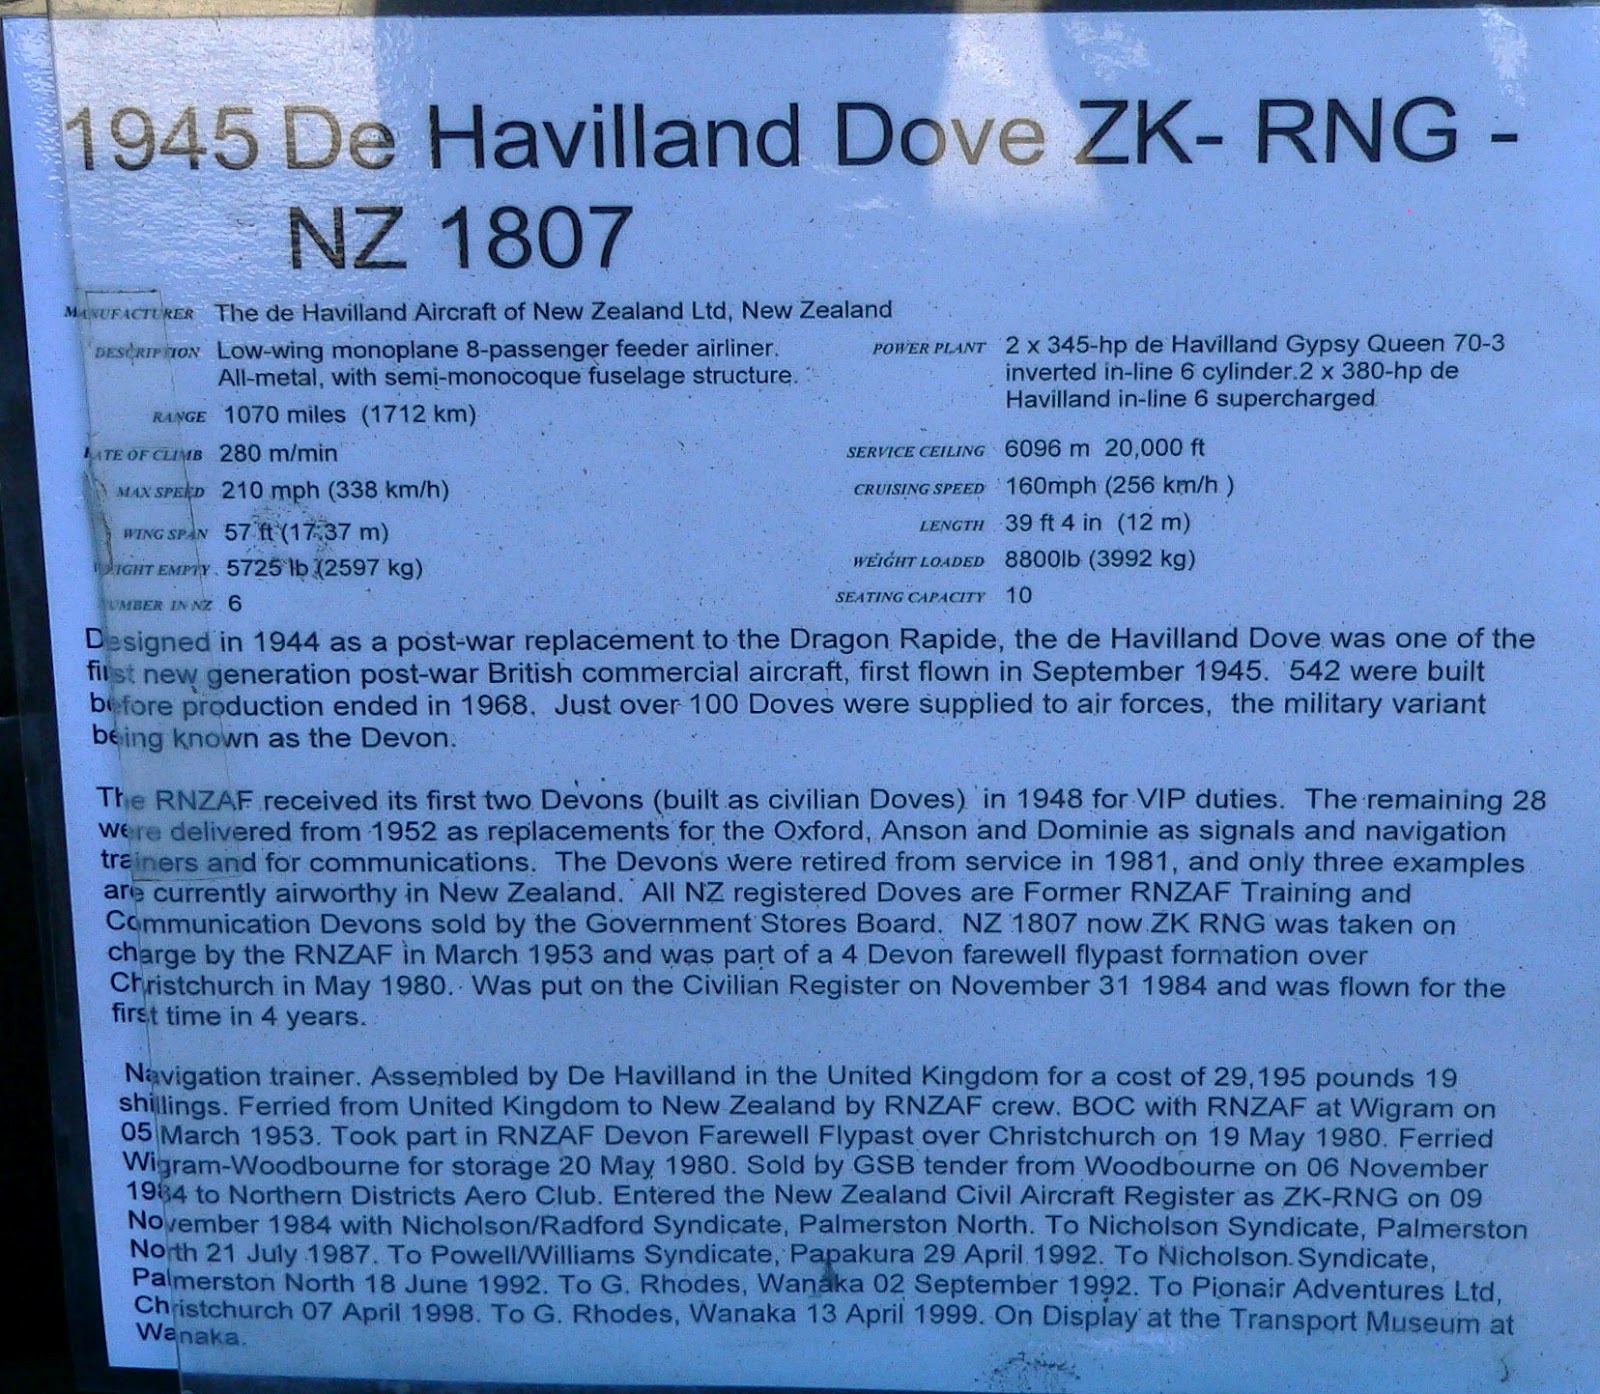 1945 De Havilland Dove ZK- RNG -
NZ 1807
MANUFACTURER The de Havilland Aircraft of New Zealand Ltd, New Zealand
DESCRIPTION Low-wing monoplane 8-passenger feeder airliner.
All-metal, with semi-monocoque fuselage structure.
POWER PLANT 2 x 345-hp de Havilland Gypsy Queen 70-3
inverted in-line 6 cylinder.2 x 380-hp de
Havilland in-line 6 supercharged
RANGE 1070 miles (1712 km)
RATE OF CLIMB 280 m/min
SERVICE CEILING 6096 m 20,000 ft
MAX SPEED 210 mph (338 km/h)
CRUISING SPEED 160mph (256 km/h )
WING SPAN 57 ft (17.37 m)
LENGTH 39 ft 4 in (12 m)
WEIGHT EMPTY 5725 lb (2597 kg)
WEIGHT LOADED 8800lb (3992 kg)
NUMBER IN NZ 6
SEATING CAPACITY 10
Designed in 1944 as a post-war replacement to the Dragon Rapide, the de Havilland Dove was one of the
first new generation post-war British commercial aircraft, first flown in September 1945. 542 were built
before production ended in 1968. Just over 100 Doves were supplied to air forces, the military variant
being known as the Devon.
The RNZAF received its first two Devons (built as civilian Doves) in 1948 for VIP duties. The remaining 28
were delivered from 1952 as replacements for the Oxford, Anson and Dominie as signals and navigation
trainers and for communications. The Devons were retired from service in 1981, and only three examples
are currently airworthy in New Zealand. All NZ registered Doves are Former RNZAF Training and
Communication Devons sold by the Government Stores Board. NZ 1807 now ZK RNG was taken on
charge by the RNZAF in March 1953 and was part of a 4 Devon farewell flypast formation over
Christchurch in May 1980. Was put on the Civilian Register on November 31 1984 and was flown for the
first time in 4 years.
Navigation trainer. Assembled by De Havilland in the United Kingdom for a cost of 29,195 pounds 19
shillings. Ferried from United Kingdom to New Zealand by RNZAF crew. BOC with RNZAF at Wigram on
05 March 1953. Took part in RNZAF Devon Farewell Flypast over Christchurch on 19 May 1980. Ferried
Wigram-Woodbourne for storage 20 May 1980. Sold by GSB tender from Woodbourne on 06 November
1984 to Northern Districts Aero Club. Entered the New Zealand Civil Aircraft Register as ZK-RNG on 09
November 1984 with Nicholson/Radford Syndicate, Palmerston North. To Nicholson Syndicate, Palmerston
North 21 July 1987. To Powell/Williams Syndicate, Papakura 29 April 1992. To Nicholson Syndicate,
Palmerston North 18 June 1992. To G. Rhodes, Wanaka 02 September 1992. To Pionair Adventures Ltd,
Christchurch 07 April 1998. To G. Rhodes, Wanaka 13 April 1999. On Display at the Transport Museum at
Wanaka.